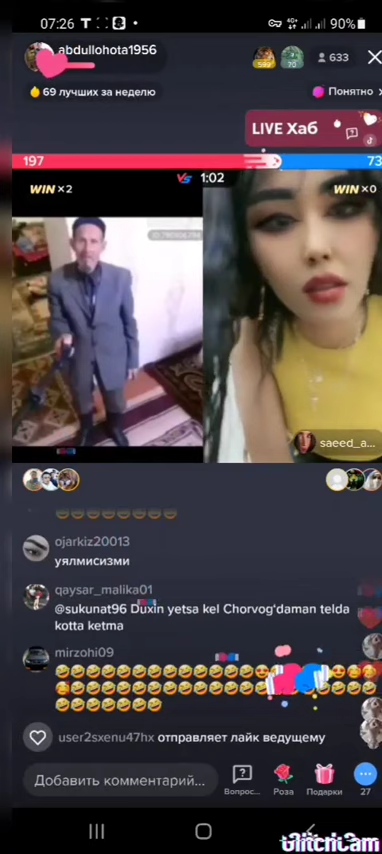 07:26
90%
abdullohota1956
633
69 лучших за неделю
Понятно
LIVE Хаб
197
VS
1:02
73
WIN ×2
WIN ×0
saeed_a...
ojarkiz20013
уялмисизми
qaysar_malika01
@sukunat96 Duxin yetsa kel Chorvog'daman telda
kotta ketma
mirzohi09
🤣🤣🤣🤣🤣🤣🤣🤣🤣🤣🤣
user2sxenu47hx отправляет лайк ведущему
Добавить комментарий...
Вопрос...
Роза
Подарки
27